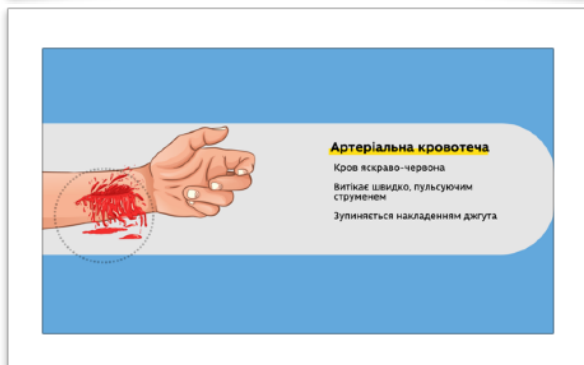 Артеріальна кровотеча
Кров яскраво-червона
Витікає швидко, пульсуючим
струменем
Зупиняється накладенням джгута